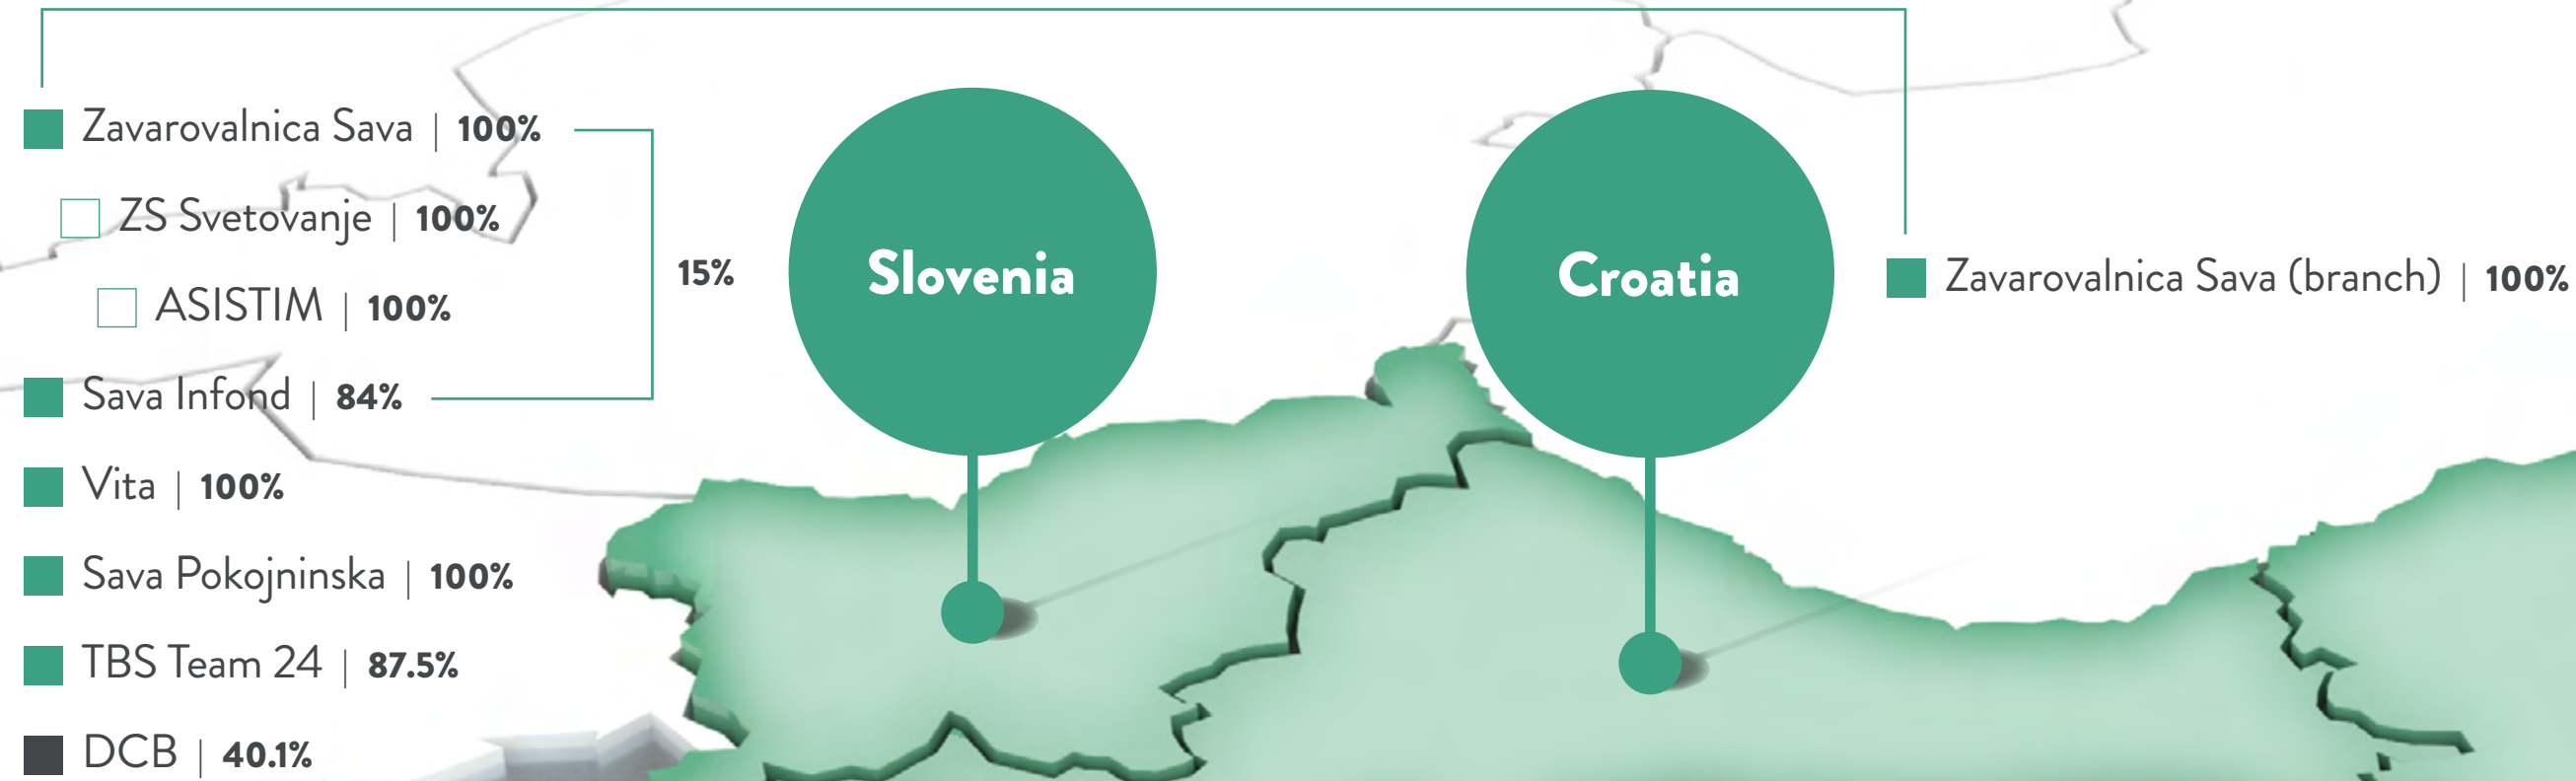 Zavarovalnica Sava | 100%
ZS Svetovanje | 100%
ASISTIM | 100%
Sava Infond | 84%
15%
Vita | 100%
Sava Pokojninska | 100%
TBS Team 24 | 87.5%
DCB | 40.1%
Slovenia
Croatia
Zavarovalnica Sava (branch) | 100%